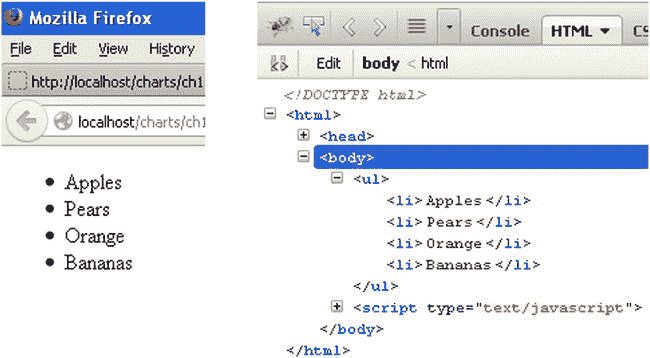 Mozilla Firefox
File Edit View History
http://localhost/charts/ch1
localhost/charts/ch1
• Apples
• Pears
• Orange
• Bananas
Console HTML ▼ CS
Edit body < html
<!DOCTYPE html>
<html>
<head>
<body>
<ul>
<li>Apples</li>
<li>Pears</li>
<li>Orange</li>
<li>Bananas</li>
</ul>
<script type="text/javascript">
</body>
</html>